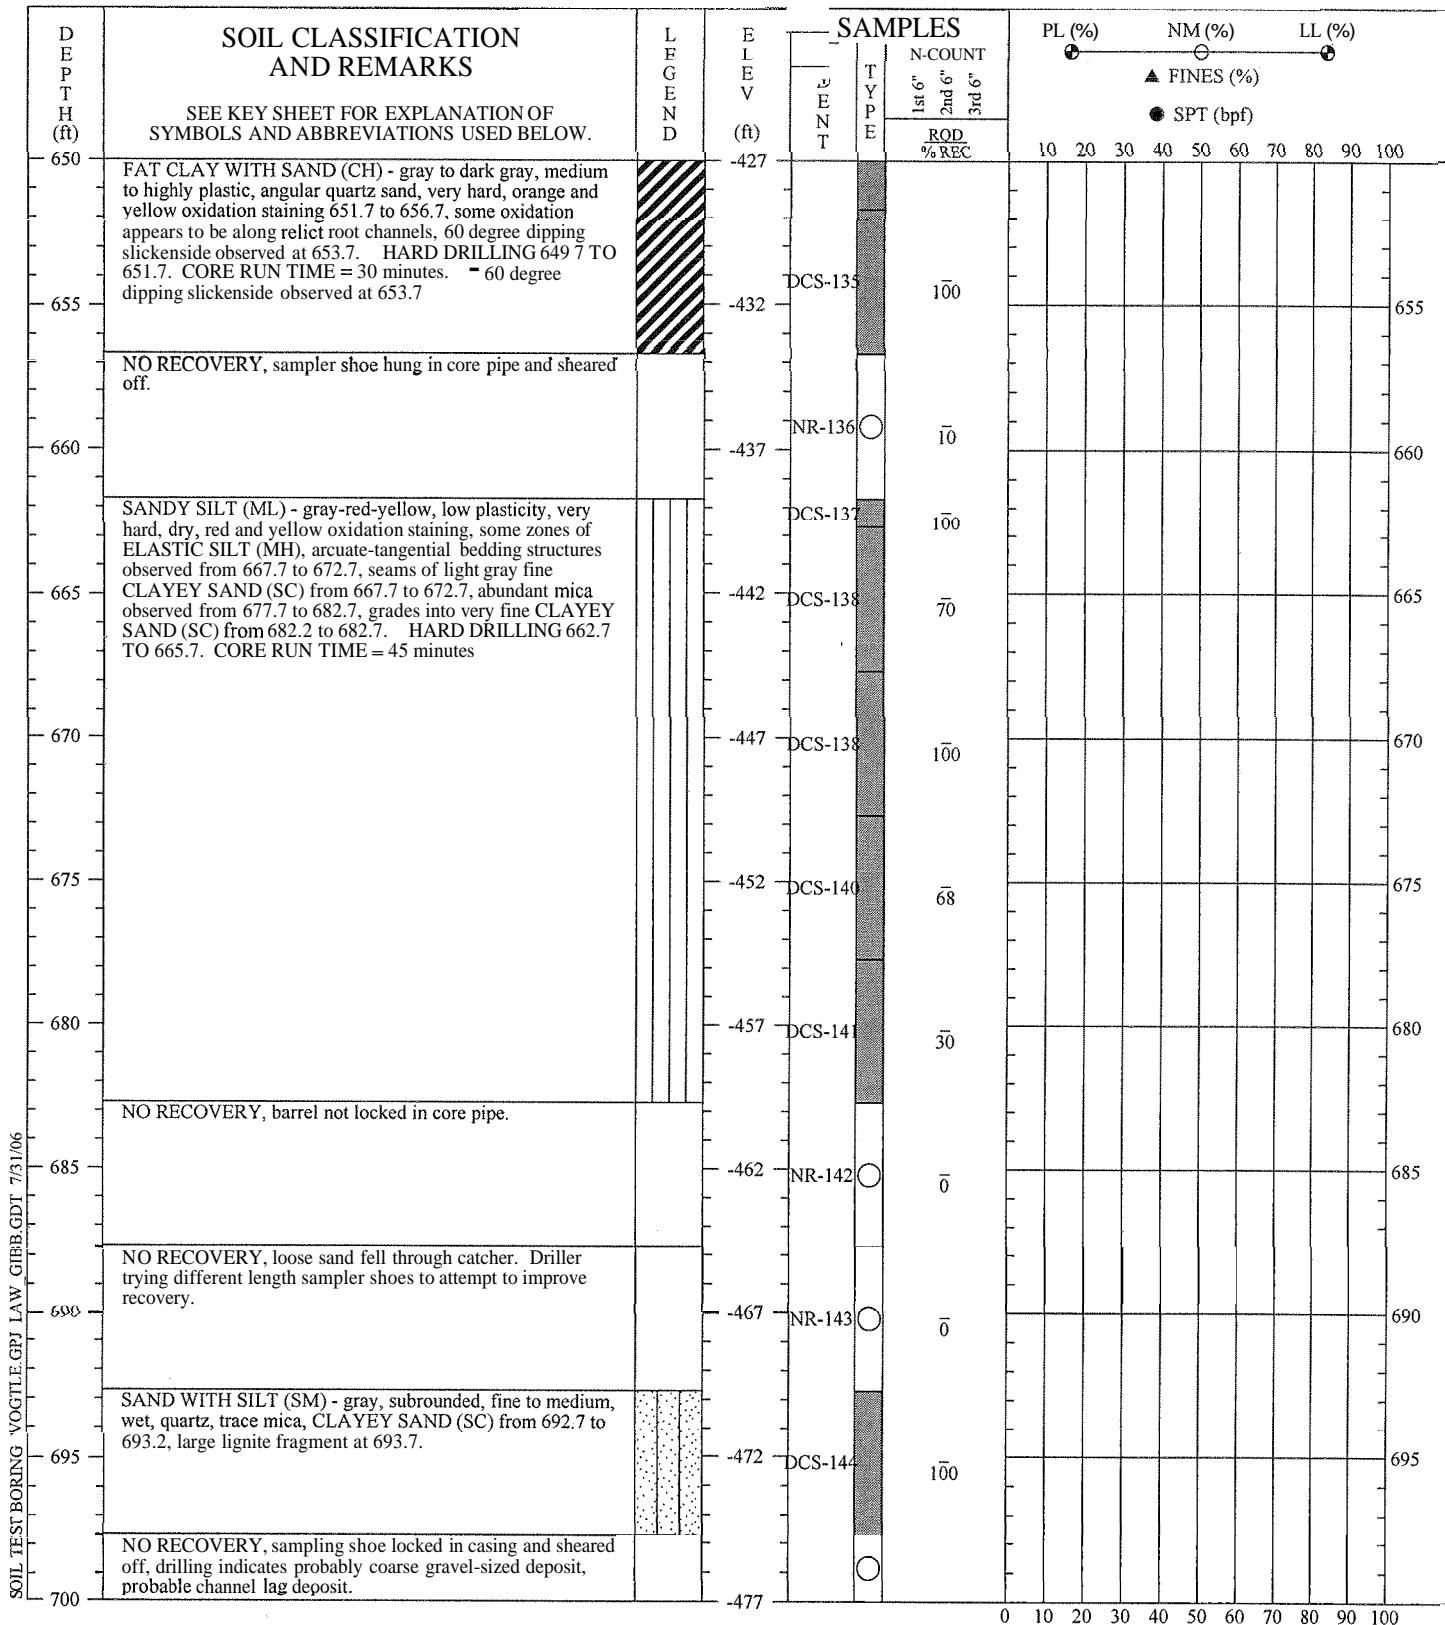 DEPTH (ft)
SOIL CLASSIFICATION
AND REMARKS
SEE KEY SHEET FOR EXPLANATION OF
SYMBOLS AND ABBREVIATIONS USED BELOW.
LEGEND
ELEV (ft)
SAMPLES
ENT
TYPE
N-COUNT
1st 6"
2nd 6"
3rd 6"
RQD
% REC
PL (%) NM (%) LL (%)
▲ FINES (%)
● SPT (bpf)
10 20 30 40 50 60 70 80 90 100
650
-427
FAT CLAY WITH SAND (CH) - gray to dark gray, medium
to highly plastic, angular quartz sand, very hard, orange and
yellow oxidation staining 651.7 to 656.7, some oxidation
appears to be along relict root channels, 60 degree dipping
slickenside observed at 653.7. HARD DRILLING 649 7 TO
651.7. CORE RUN TIME = 30 minutes. - 60 degree
dipping slickenside observed at 653.7
DCS-135
100
655
-432
655
NO RECOVERY, sampler shoe hung in core pipe and sheared
off.
NR-136
10
660
-437
660
SANDY SILT (ML) - gray-red-yellow, low plasticity, very
hard, dry, red and yellow oxidation staining, some zones of
ELASTIC SILT (MH), arcuate-tangential bedding structures
observed from 667.7 to 672.7, seams of light gray fine
CLAYEY SAND (SC) from 667.7 to 672.7, abundant mica
observed from 677.7 to 682.7, grades into very fine CLAYEY
SAND (SC) from 682.2 to 682.7. HARD DRILLING 662.7
TO 665.7. CORE RUN TIME = 45 minutes
DCS-137
100
665
-442
DCS-138
70
665
670
-447
DCS-138
100
670
675
-452
DCS-140
68
675
680
-457
DCS-141
30
680
NO RECOVERY, barrel not locked in core pipe.
685
-462
NR-142
0
685
NO RECOVERY, loose sand fell through catcher. Driller
trying different length sampler shoes to attempt to improve
recovery.
690
-467
NR-143
0
690
SAND WITH SILT (SM) - gray, subrounded, fine to medium,
wet, quartz, trace mica, CLAYEY SAND (SC) from 692.7 to
693.2, large lignite fragment at 693.7.
695
-472
DCS-144
100
695
NO RECOVERY, sampling shoe locked in casing and sheared
off, drilling indicates probably coarse gravel-sized deposit,
probable channel lag deposit.
700
-477
0 10 20 30 40 50 60 70 80 90 100
SOIL TEST BORING VOGTLE.GPJ LAW_GIBB.GDT 7/31/06